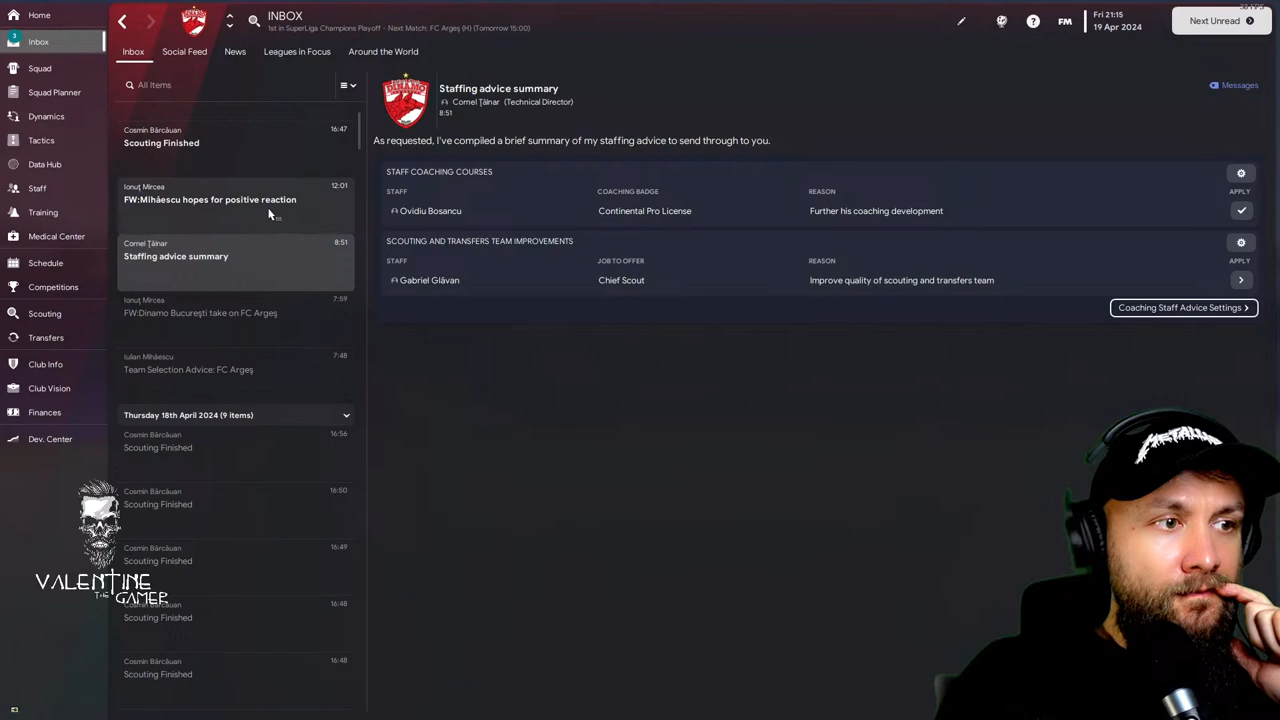 Home
3
Inbox
Squad
Squad Planner
Dynamics
Tactics
Data Hub
Staff
Training
Medical Center
Schedule
Competitions
Scouting
Transfers
Club Info
Club Vision
Finances
Dev. Center
INBOX
1st in SuperLiga Champions Playoff - Next Match: FC Argeș (H) (Tomorrow 15:00)
FM
Fri 21:15
19 Apr 2024
Next Unread
Inbox
Social Feed
News
Leagues in Focus
Around the World
All Items
Cosmin Bărcăuan 16:47
Scouting Finished
Ionuț Mircea 12:01
FW:Mihăescu hopes for positive reaction
Cornel Țălnar 8:51
Staffing advice summary
Ionuț Mircea 7:59
FW:Dinamo București take on FC Argeș
Iulian Mihăescu 7:48
Team Selection Advice: FC Argeș
Thursday 18th April 2024 (9 items)
Cosmin Bărcăuan 16:56
Scouting Finished
Cosmin Bărcăuan 16:50
Scouting Finished
Cosmin Bărcăuan 16:49
Scouting Finished
Cosmin Bărcăuan 16:48
Scouting Finished
Cosmin Bărcăuan 16:48
Scouting Finished
DINAMO
Staffing advice summary
Cornel Țălnar (Technical Director)
8:51
Messages
As requested, I've compiled a brief summary of my staffing advice to send through to you.
STAFF COACHING COURSES
STAFF COACHING BADGE REASON APPLY
Ovidiu Bosancu Continental Pro License Further his coaching development
SCOUTING AND TRANSFERS TEAM IMPROVEMENTS
STAFF JOB TO OFFER REASON APPLY
Gabriel Glăvan Chief Scout Improve quality of scouting and transfers team
Coaching Staff Advice Settings
VALENTINE
THE GAMER
METALLICA